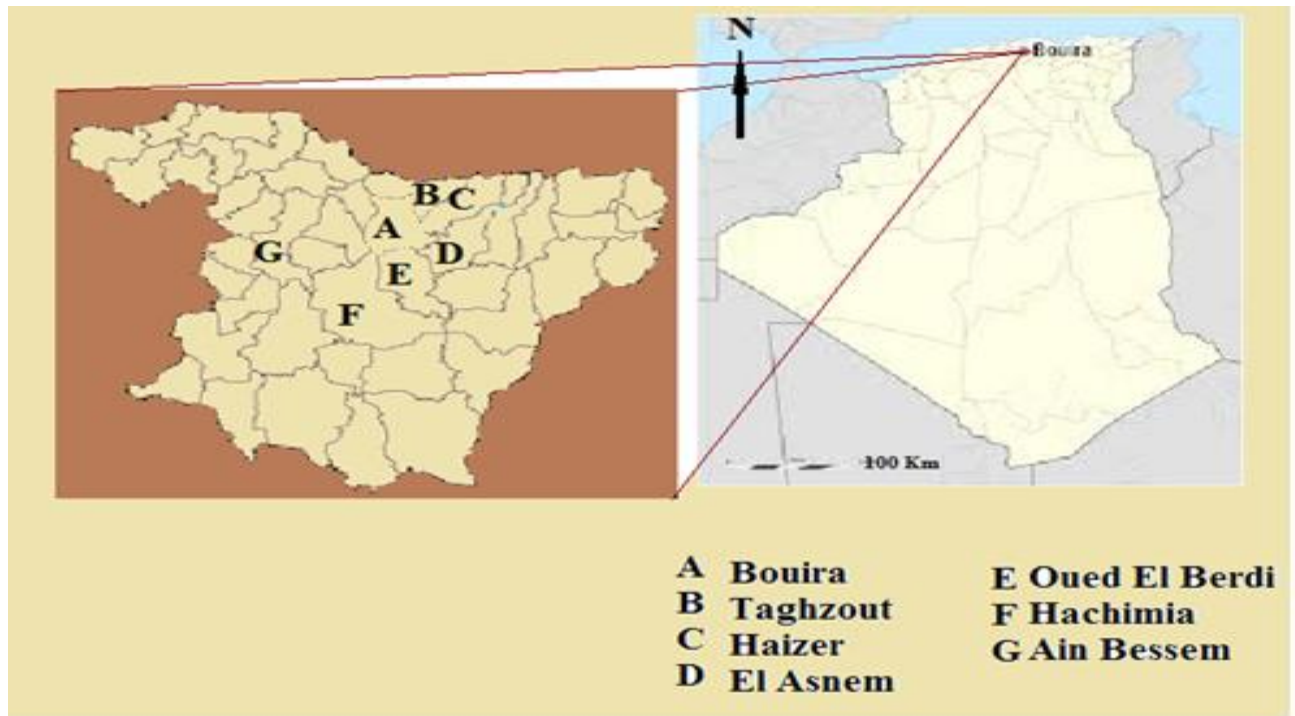 N
Bouira
B C
A
G
D
E
F
100 Km
A Bouira
B Taghzout
C Haizer
D El Asnem
E Oued El Berdi
F Hachimia
G Ain Bessem